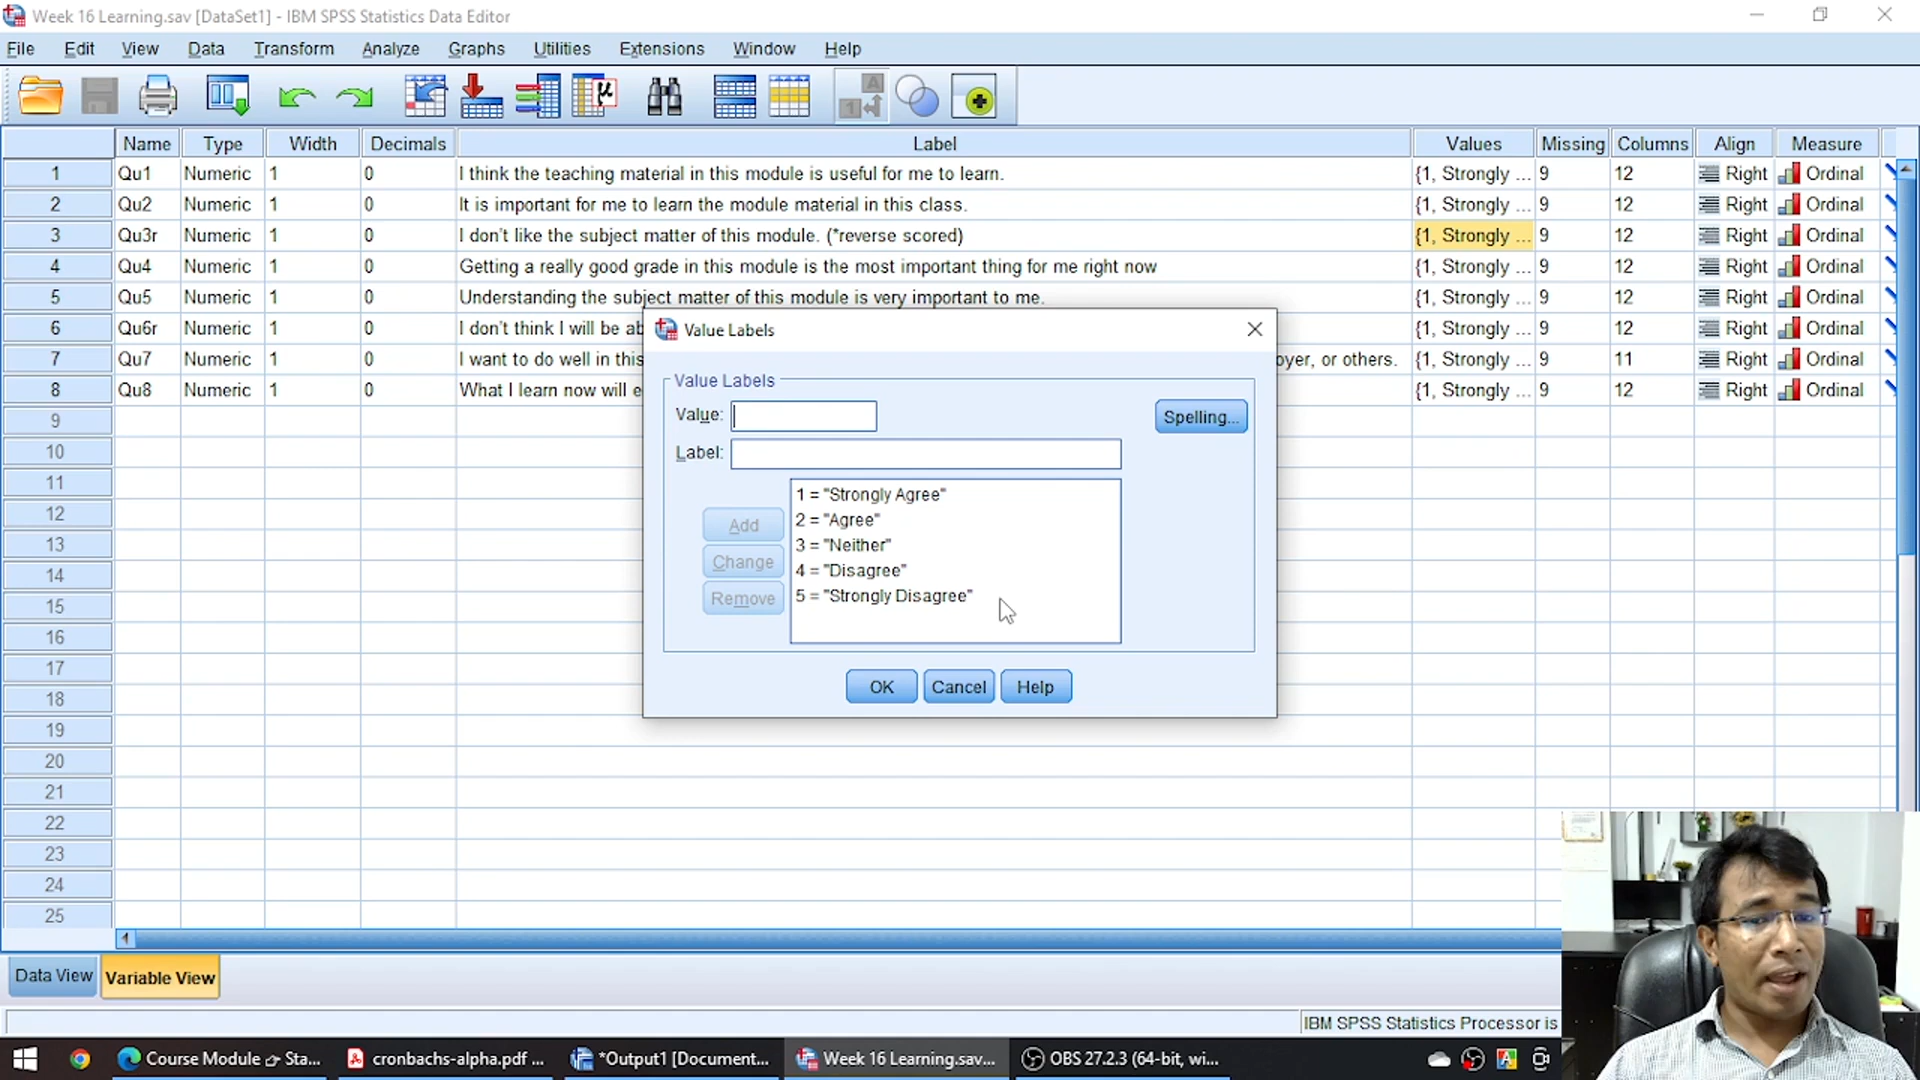 Week 16 Learning.sav [DataSet1] - IBM SPSS Statistics Data Editor
File Edit View Data Transform Analyze Graphs Utilities Extensions Window Help
Name Type Width Decimals Label Values Missing Columns Align Measure
1 Qu1 Numeric 1 0 I think the teaching material in this module is useful for me to learn. {1, Strongly ... 9 12 Right Ordinal
2 Qu2 Numeric 1 0 It is important for me to learn the module material in this class. {1, Strongly ... 9 12 Right Ordinal
3 Qu3r Numeric 1 0 I don't like the subject matter of this module. (*reverse scored) {1, Strongly ... 9 12 Right Ordinal
4 Qu4 Numeric 1 0 Getting a really good grade in this module is the most important thing for me right now {1, Strongly ... 9 12 Right Ordinal
5 Qu5 Numeric 1 0 Understanding the subject matter of this module is very important to me. {1, Strongly ... 9 12 Right Ordinal
6 Qu6r Numeric 1 0 I don't think I will be ab {1, Strongly ... 9 12 Right Ordinal
7 Qu7 Numeric 1 0 I want to do well in this oyer, or others. {1, Strongly ... 9 11 Right Ordinal
8 Qu8 Numeric 1 0 What I learn now will e {1, Strongly ... 9 12 Right Ordinal
9
10
11
12
13
14
15
16
17
18
19
20
21
22
23
24
25
Value Labels
Value Labels
Value: Spelling...
Label:
1 = "Strongly Agree"
2 = "Agree"
3 = "Neither"
4 = "Disagree"
5 = "Strongly Disagree"
Add
Change
Remove
OK Cancel Help
Data View Variable View
IBM SPSS Statistics Processor is
Course Module Sta... cronbachs-alpha.pdf ... *Output1 [Document... Week 16 Learning.sav... OBS 27.2.3 (64-bit, wi...